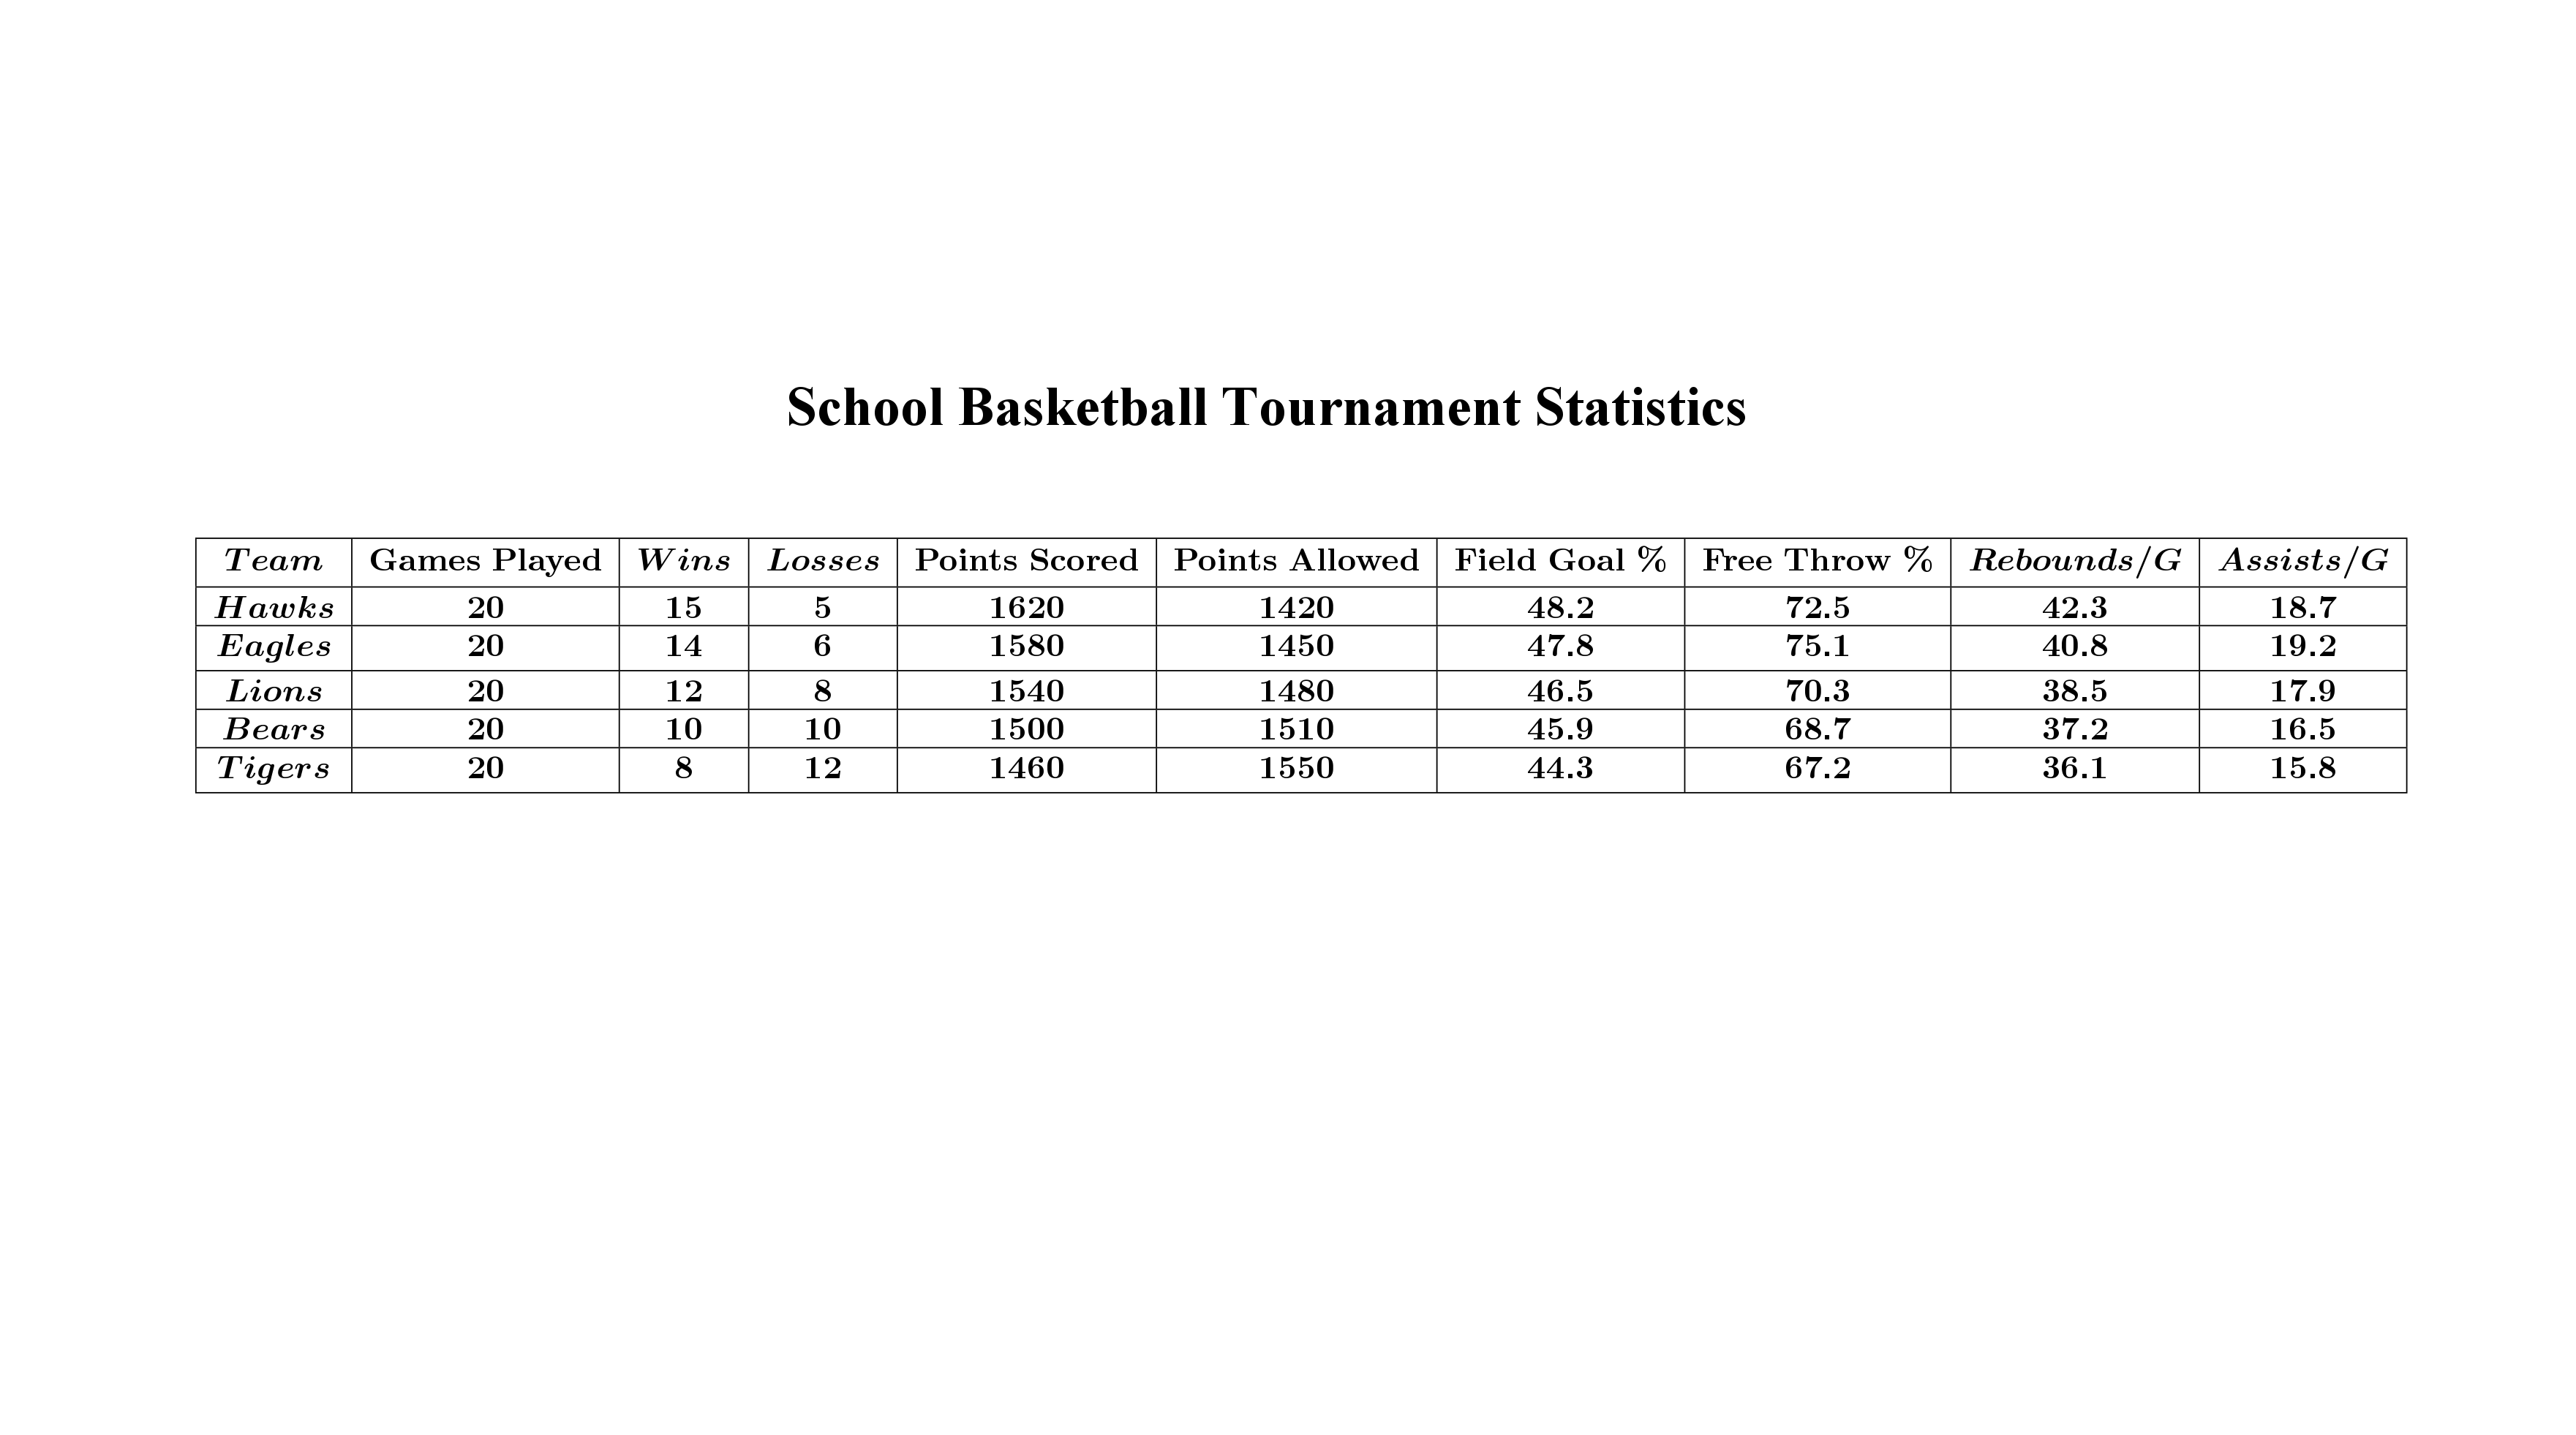 School Basketball Tournament Statistics
Team Games Played Wins Losses Points Scored Points Allowed Field Goal % Free Throw % Rebounds/G Assists/G
Hawks 20 15 5 1620 1420 48.2 72.5 42.3 18.7
Eagles 20 14 6 1580 1450 47.8 75.1 40.8 19.2
Lions 20 12 8 1540 1480 46.5 70.3 38.5 17.9
Bears 20 10 10 1500 1510 45.9 68.7 37.2 16.5
Tigers 20 8 12 1460 1550 44.3 67.2 36.1 15.8